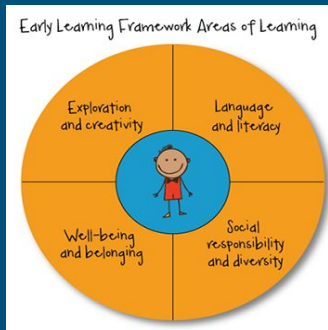 Early Learning Framework Areas of Learning
Exploration
and creativity
Language
and literacy
Well-being
and belonging
Social
responsibility
and diversity